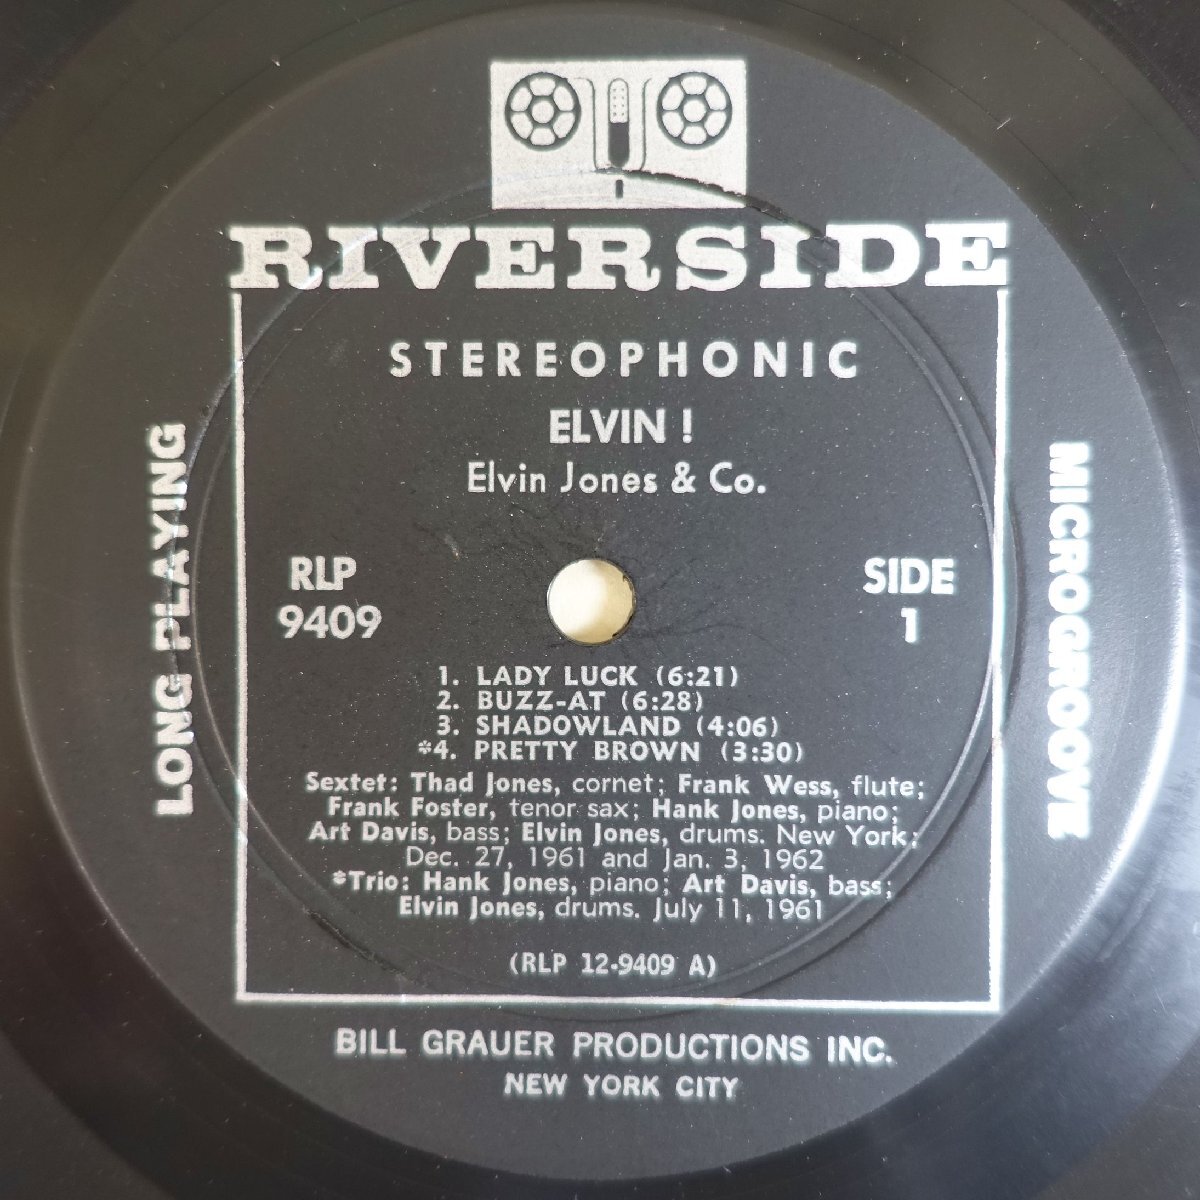 RIVERSIDE
STEREOPHONIC
ELVIN !
Elvin Jones & Co.
LONG PLAYING
RLP
9409
SIDE
1
MICROGROOVE
1. LADY LUCK (6:21)
2. BUZZ-AT (6:28)
3. SHADOWLAND (4:06)
*4. PRETTY BROWN (3:30)
Sextet: Thad Jones, cornet; Frank Wess, flute;
Frank Foster, tenor sax; Hank Jones, piano;
Art Davis, bass; Elvin Jones, drums. New York;
Dec. 27, 1961 and Jan. 3, 1962
*Trio: Hank Jones, piano; Art Davis, bass;
Elvin Jones, drums. July 11, 1961
(RLP 12-9409 A)
BILL GRAUER PRODUCTIONS INC.
NEW YORK CITY